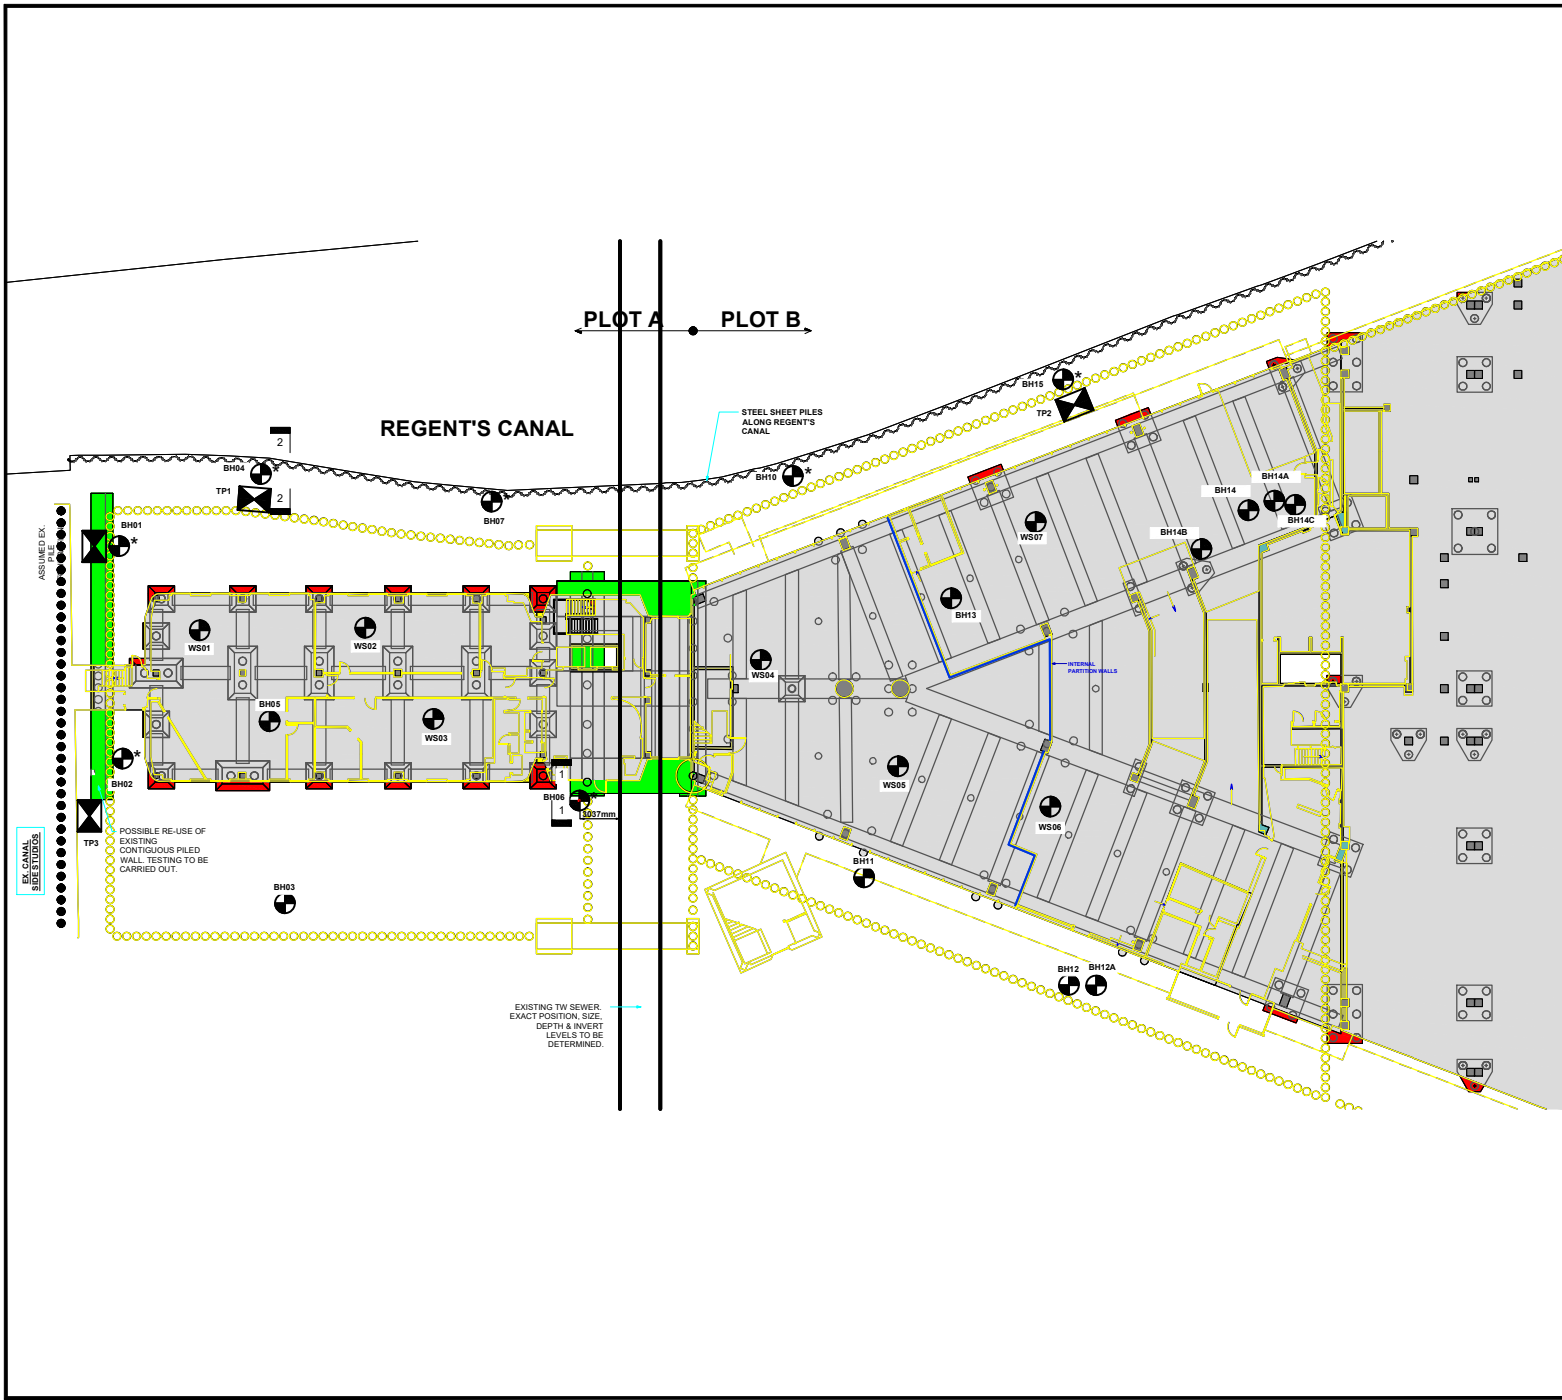 PLOT A
PLOT B
BH15
*
TP2
STEEL SHEET PILES
ALONG REGENT'S
CANAL
REGENT'S CANAL
2
BH04
*
BH10
*
BH14A
TP1
2
BH14
BH07
*
BH14C
BH01
*
WS07
BH14B
ASSUMED EX.
PILE
BH13
WS01
WS02
WS04
INTERNAL
PARTITION WALLS
BH05
WS03
*
BH02
1
WS05
BH06
*
1
3037mm
WS06
TP3
POSSIBLE RE-USE OF
EXISTING
CONTIGUOUS PILED
WALL. TESTING TO BE
CARRIED OUT.
EX. CANAL
SIDE STUDIOS
BH11
BH03
BH12
BH12A
EXISTING TW SEWER.
EXACT POSITION, SIZE,
DEPTH & INVERT
LEVELS TO BE
DETERMINED.